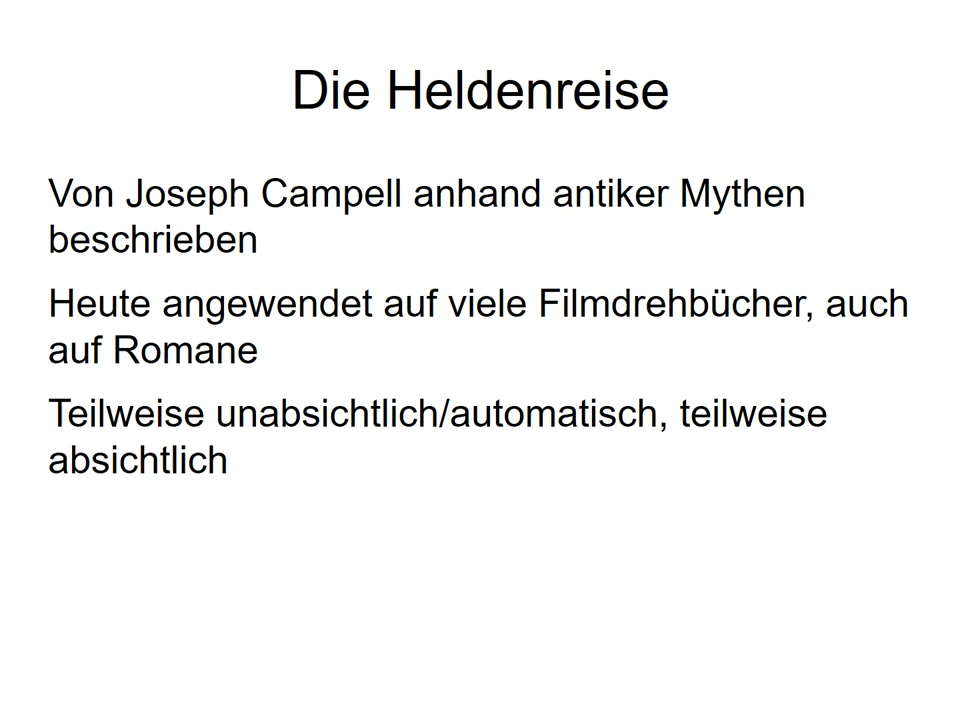 Die Heldenreise
Von Joseph Campell anhand antiker Mythen
beschrieben
Heute angewendet auf viele Filmdrehbücher, auch
auf Romane
Teilweise unabsichtlich/automatisch, teilweise
absichtlich